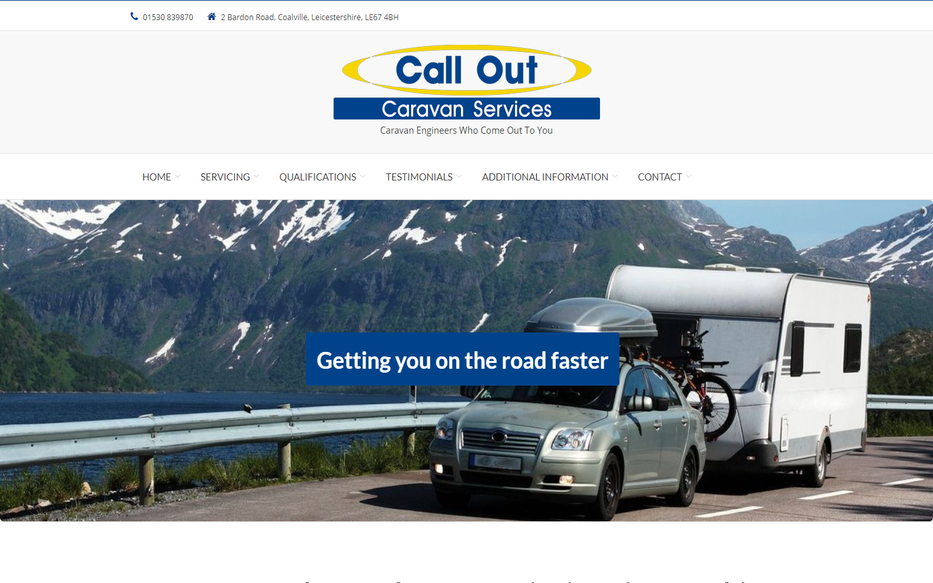 01530 839870 2 Bardon Road, Coalville, Leicestershire, LE67 4BH
Call Out
Caravan Services
Caravan Engineers Who Come Out To You
HOME SERVICING QUALIFICATIONS TESTIMONIALS ADDITIONAL INFORMATION CONTACT
Getting you on the road faster